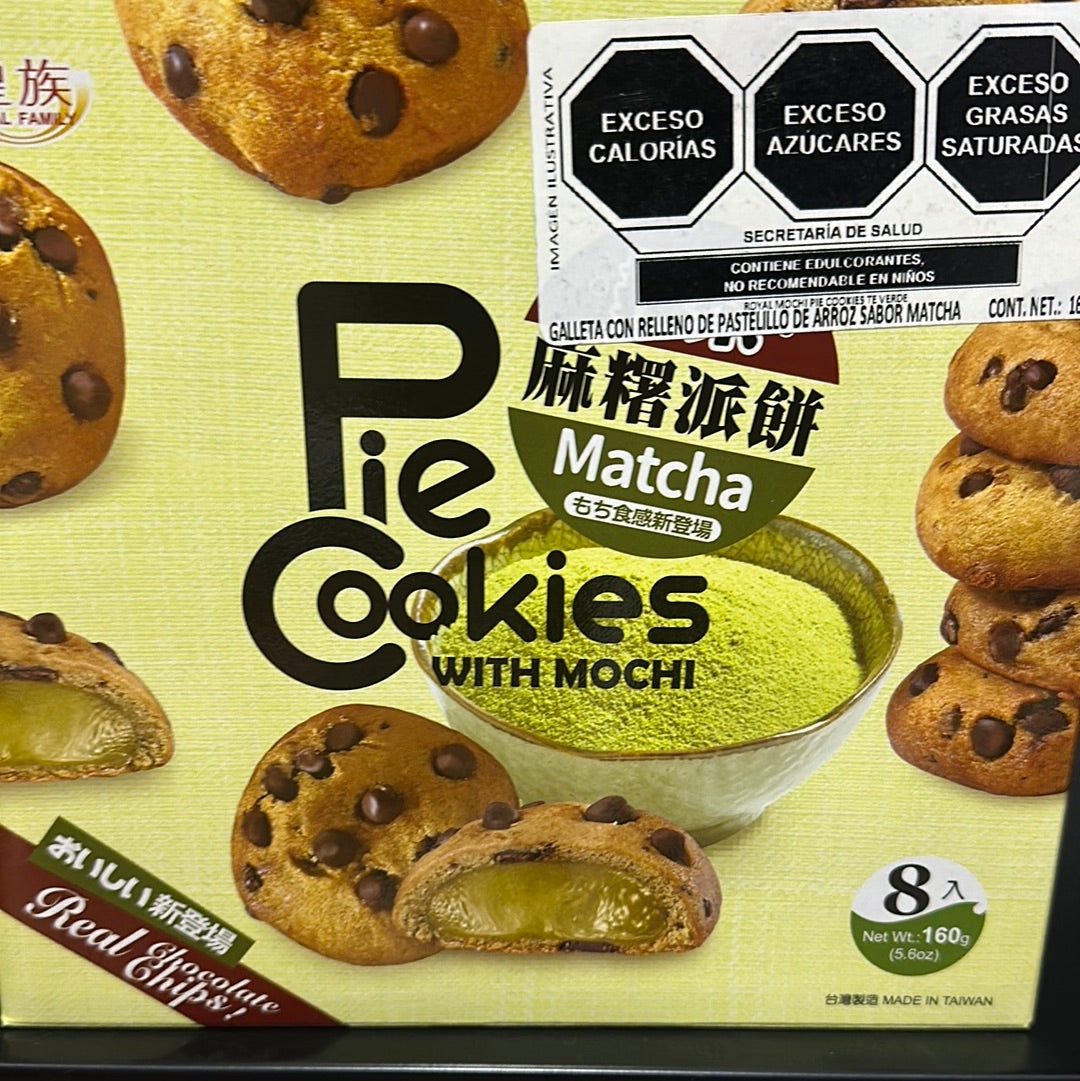 族
FAMILY
IMAGEN ILUSTRATIVA
EXCESO
CALORÍAS
EXCESO
AZÚCARES
EXCESO
GRASAS
SATURADAS
SECRETARÍA DE SALUD
CONTIENE EDULCORANTES,
NO RECOMENDABLE EN NIÑOS
ROYAL MOCHI PIE COOKIES TE VERDE
GALLETA CON RELLENO DE PASTELILLO DE ARROZ SABOR MATCHA
CONT. NET.: 16
麻糬派餅
Matcha
もち食感新登場
Pie
Cookies
WITH MOCHI
おいしい新登場
Real Chocolate
Chips!
8入
Net Wt.:160g
(5.6oz)
台灣製造 MADE IN TAIWAN